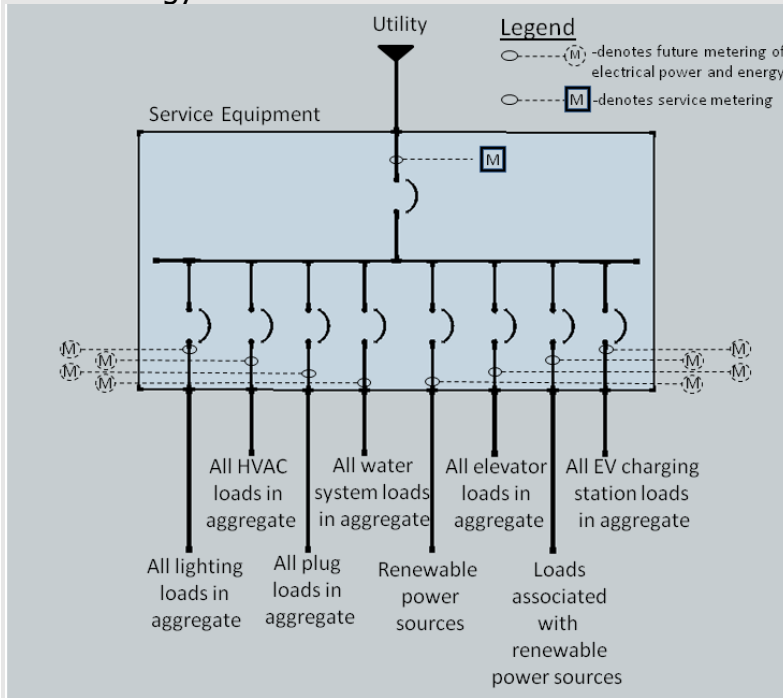 Utility
Legend
M -denotes future metering of
electrical power and energy
M -denotes service metering
Service Equipment
M
M
M
M
M
M
M
M
M
All HVAC
loads in
aggregate
All water
system loads
in aggregate
All elevator
loads in
aggregate
All EV charging
station loads
in aggregate
All lighting
loads in
aggregate
All plug
loads in
aggregate
Renewable
power
sources
Loads
associated
with
renewable
power sources